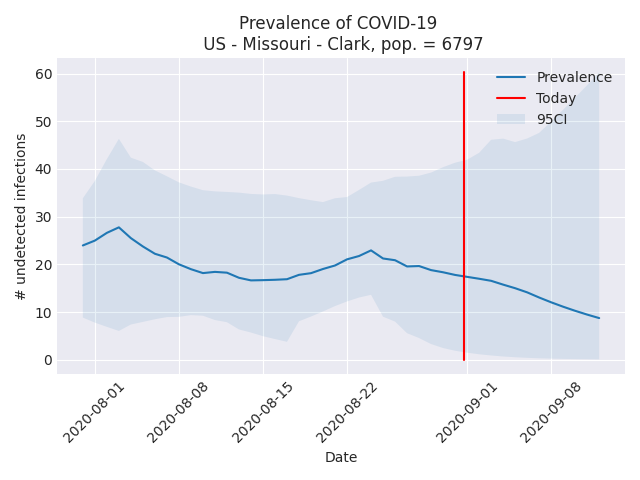 Prevalence of COVID-19
US - Missouri - Clark, pop. = 6797
# undetected infections
60
50
40
30
20
10
0
Prevalence
Today
95CI
2020-08-01
2020-08-08
2020-08-15
2020-08-22
2020-09-01
2020-09-08
Date